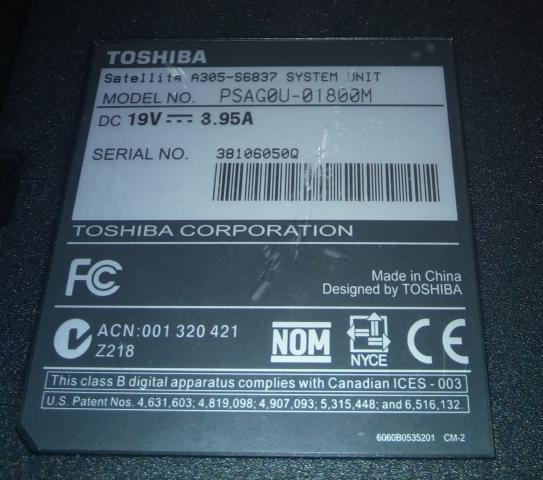 TOSHIBA
Satellite A305-S6837 SYSTEM UNIT
MODEL NO. PSAG0U-01800M
DC 19V 3.95A
SERIAL NO. 38106050Q
TOSHIBA CORPORATION
FC
Made in China
Designed by TOSHIBA
ACN:001 320 421
Z218
NOM
NYCE
CE
This class B digital apparatus complies with Canadian ICES - 003
U.S. Patent Nos. 4,631,603; 4,819,098; 4,907,093; 5,315,448; and 6,516,132.
6060B0535201 CM-2